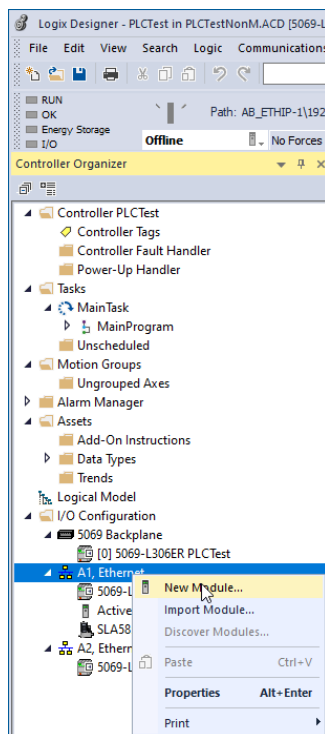 Logix Designer - PLCTest in PLCTestNonM.ACD [5069-L
File Edit View Search Logic Communications
RUN
OK
Energy Storage
I/O
Path: AB_ETHIP-1\192
Offline
No Forces
Controller Organizer
Controller PLCTest
Controller Tags
Controller Fault Handler
Power-Up Handler
Tasks
MainTask
MainProgram
Unscheduled
Motion Groups
Ungrouped Axes
Alarm Manager
Assets
Add-On Instructions
Data Types
Trends
Logical Model
I/O Configuration
5069 Backplane
[0] 5069-L306ER PLCTest
A1, Ethernet
5069-L
Active
SLA58
A2, Ethern
5069-L
New Module...
Import Module...
Discover Modules...
Paste Ctrl+V
Properties Alt+Enter
Print